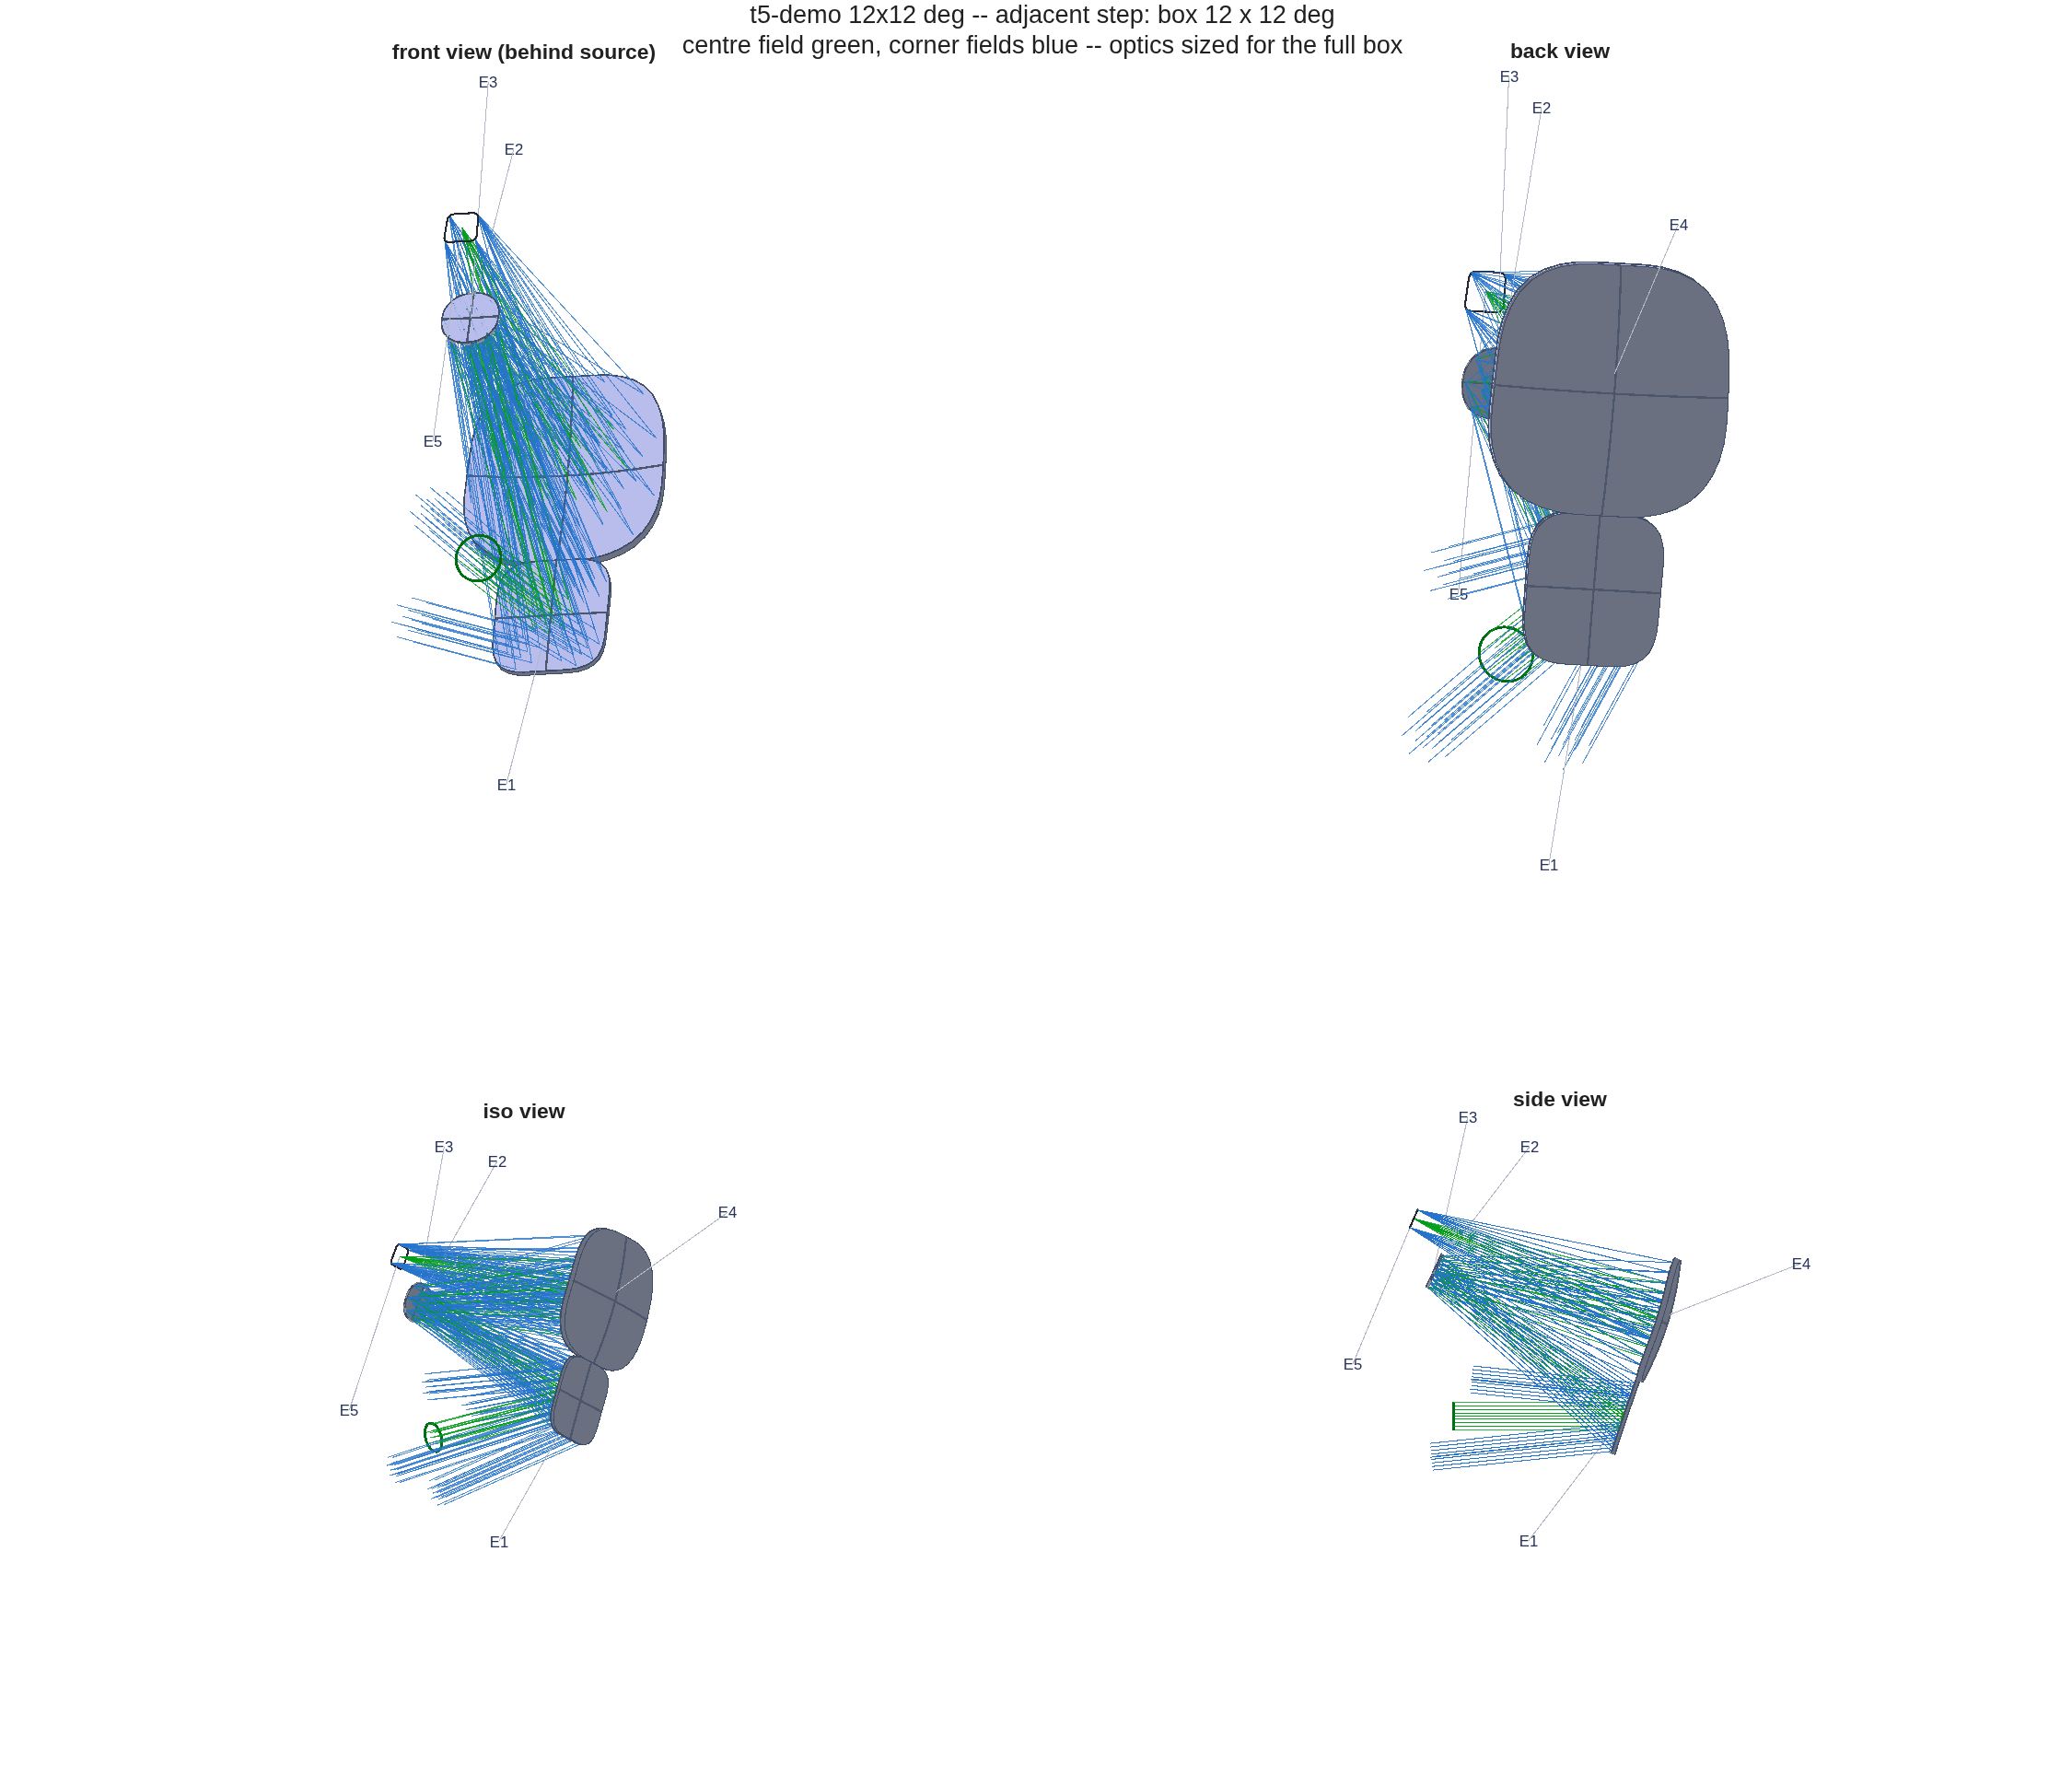 t5-demo 12x12 deg -- adjacent step: box 12 x 12 deg
centre field green, corner fields blue -- optics sized for the full box
front view (behind source)
E3
E2
E5
E1
back view
E3
E2
E4
E5
E1
iso view
E3
E2
E4
E5
E1
side view
E3
E2
E4
E5
E1